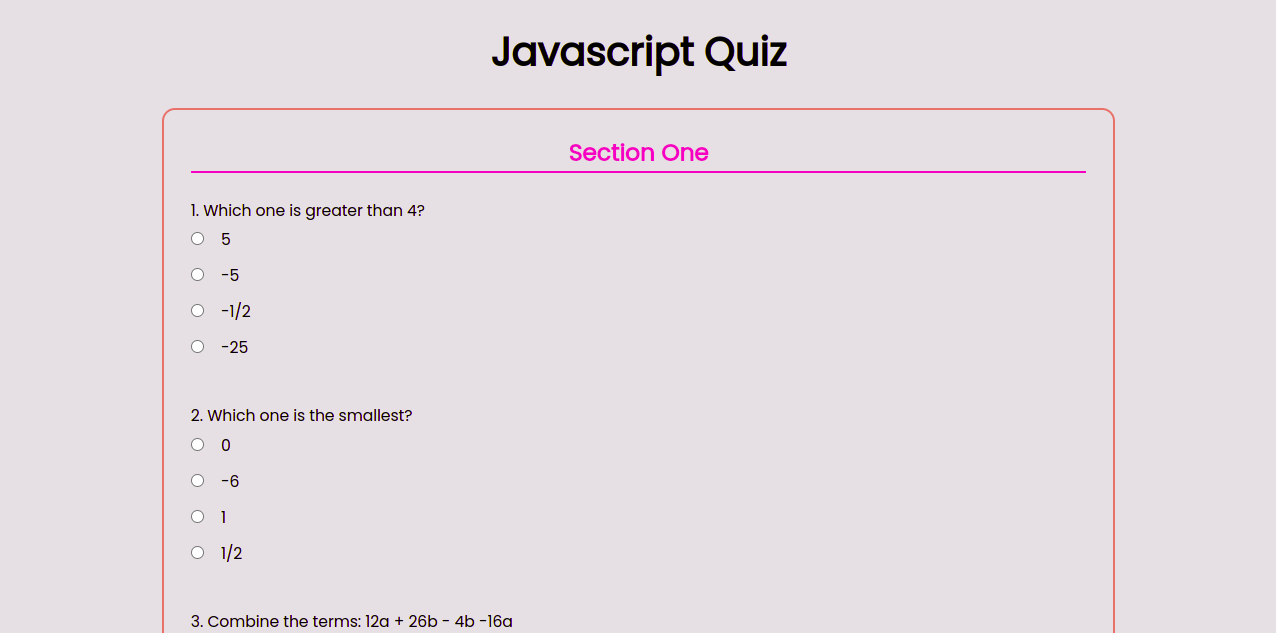 Javascript Quiz
Section One
1. Which one is greater than 4?
5
-5
-1/2
-25
2. Which one is the smallest?
0
-6
1
1/2
3. Combine the terms: 12a + 26b - 4b -16a